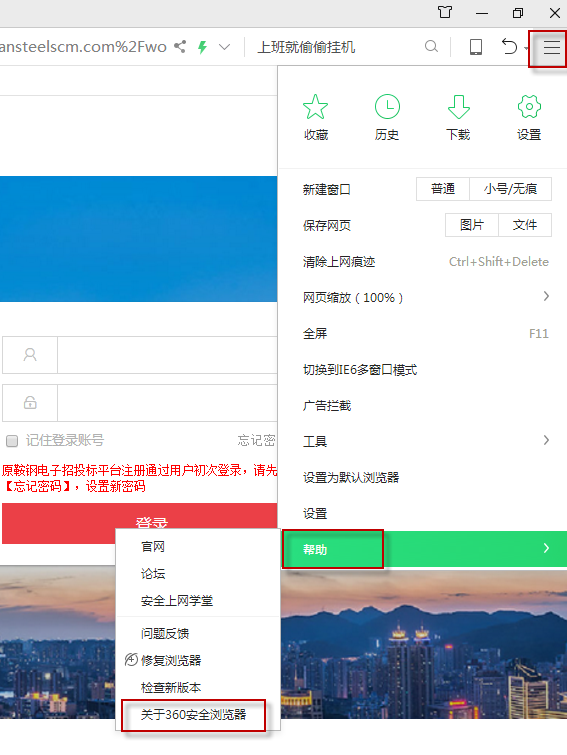 ansteelscm.com%2Fwo
上班就偷偷挂机
收藏
历史
下载
设置
新建窗口
普通
小号/无痕
保存网页
图片
文件
清除上网痕迹
Ctrl+Shift+Delete
网页缩放（100%）
全屏
F11
切换到IE6多窗口模式
广告拦截
工具
设置为默认浏览器
设置
帮助
记住登录账号
忘记密
原鞍钢电子招投标平台注册通过用户初次登录，请先
【忘记密码】，设置新密码
登录
官网
论坛
安全上网学堂
问题反馈
修复浏览器
检查新版本
关于360安全浏览器